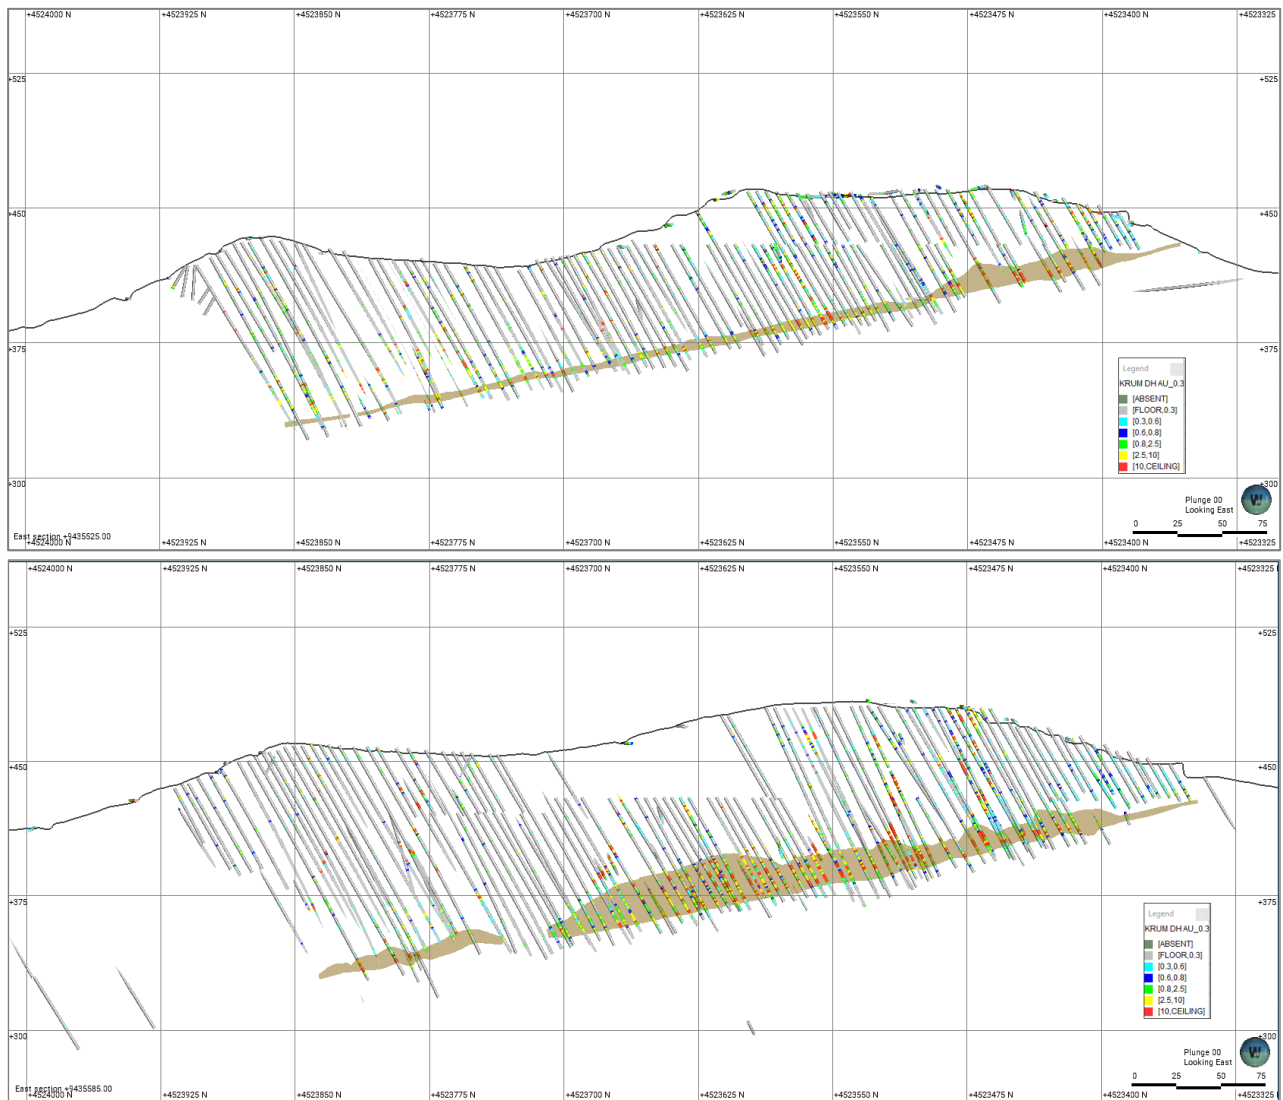 +4524000 N +4523925 N +4523850 N +4523775 N +4523700 N +4523625 N +4523550 N +4523475 N +4523400 N +4523325
+525 +525
+450 +450
+375 +375
Legend
KRUM DH AU_0.3
[ABSENT]
[FLOOR,0.3]
[0.3,0.6]
[0.6,0.8]
[0.8,2.5]
[2.5,10]
[10,CEILING]
+300 +300
Plunge 00
Looking East
W
0 25 50 75
East section +9435525.00
+4524000 N +4523925 N +4523850 N +4523775 N +4523700 N +4523625 N +4523550 N +4523475 N +4523400 N +4523325
+4524000 N +4523925 N +4523850 N +4523775 N +4523700 N +4523625 N +4523550 N +4523475 N +4523400 N +4523325
+525 +525
+450 +450
+375 +375
Legend
KRUM DH AU_0.3
[ABSENT]
[FLOOR,0.3]
[0.3,0.6]
[0.6,0.8]
[0.8,2.5]
[2.5,10]
[10,CEILING]
+300 +300
Plunge 00
Looking East
W
0 25 50 75
East section +9435585.00
+4524000 N +4523925 N +4523850 N +4523775 N +4523700 N +4523625 N +4523550 N +4523475 N +4523400 N +4523325